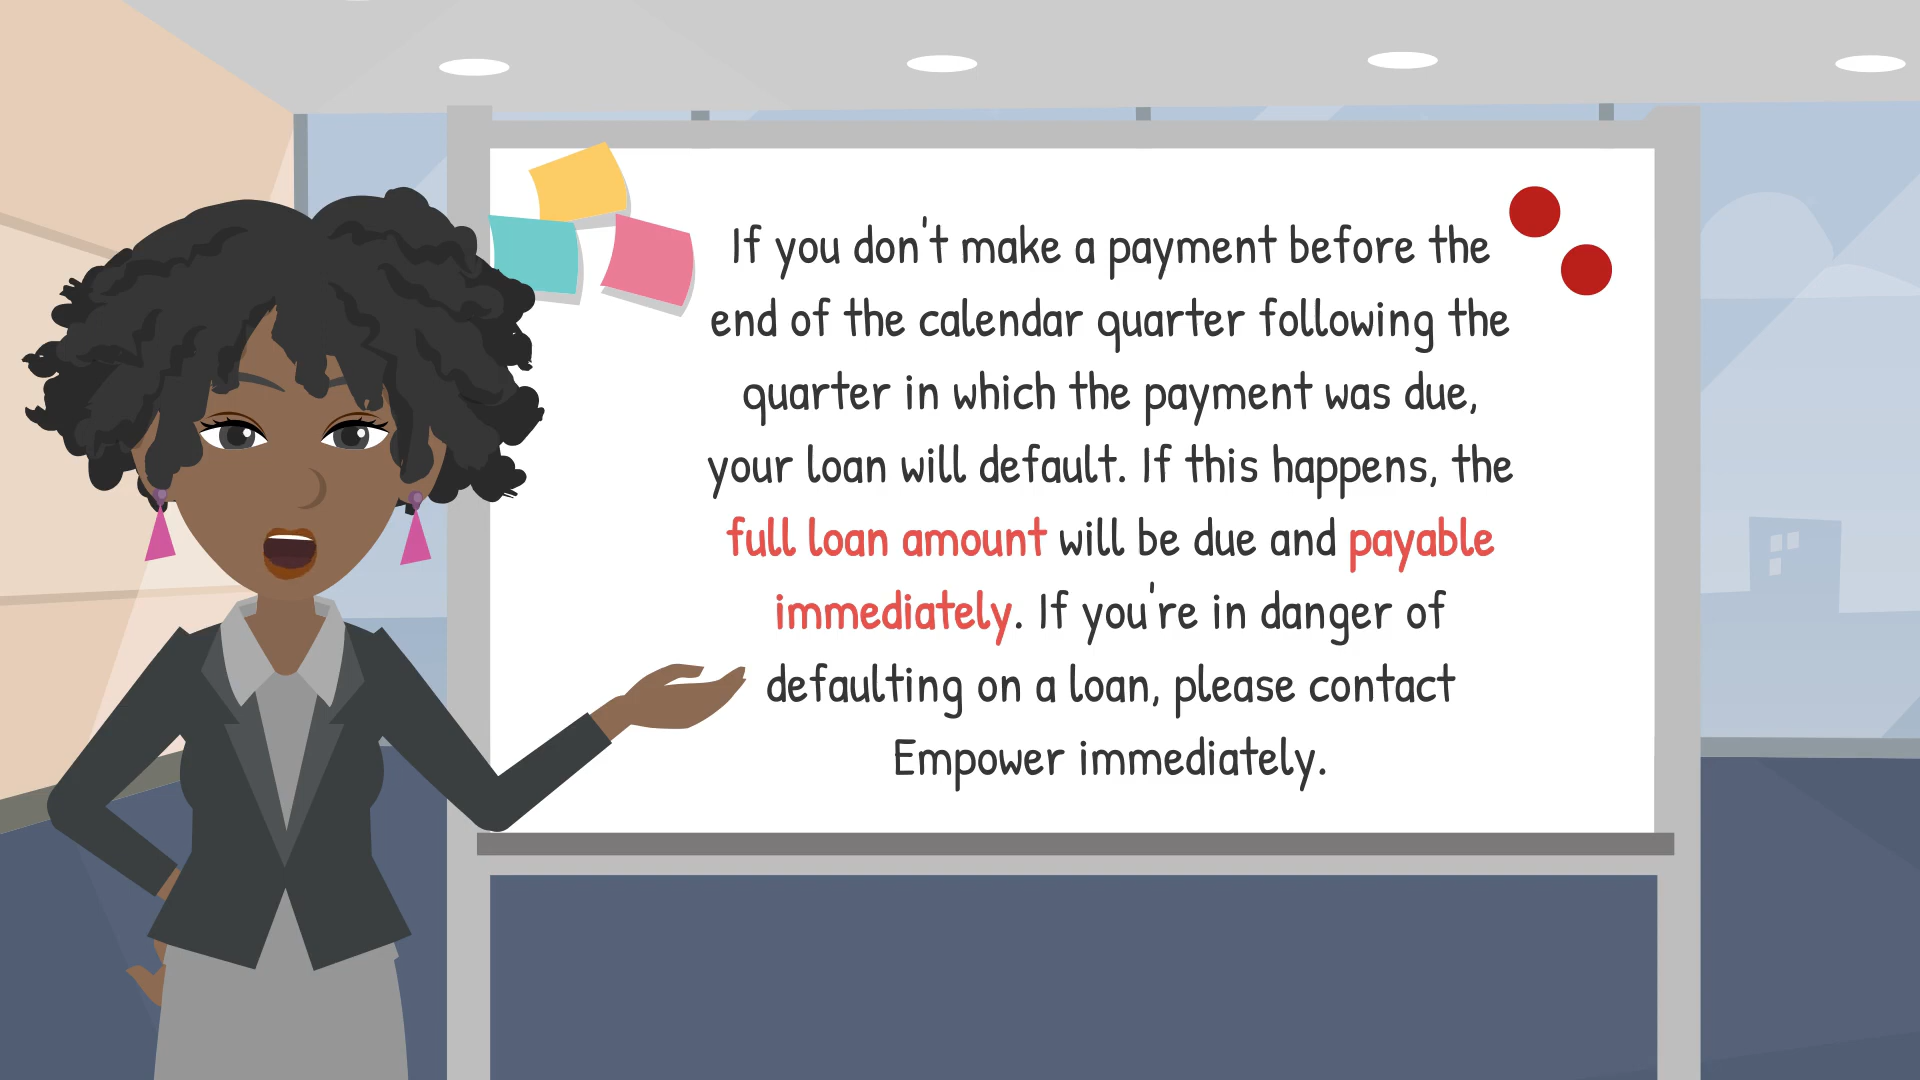 If you don't make a payment before the
end of the calendar quarter following the
quarter in which the payment was due,
your loan will default. If this happens, the
full loan amount will be due and payable
immediately. If you're in danger of
defaulting on a loan, please contact
Empower immediately.